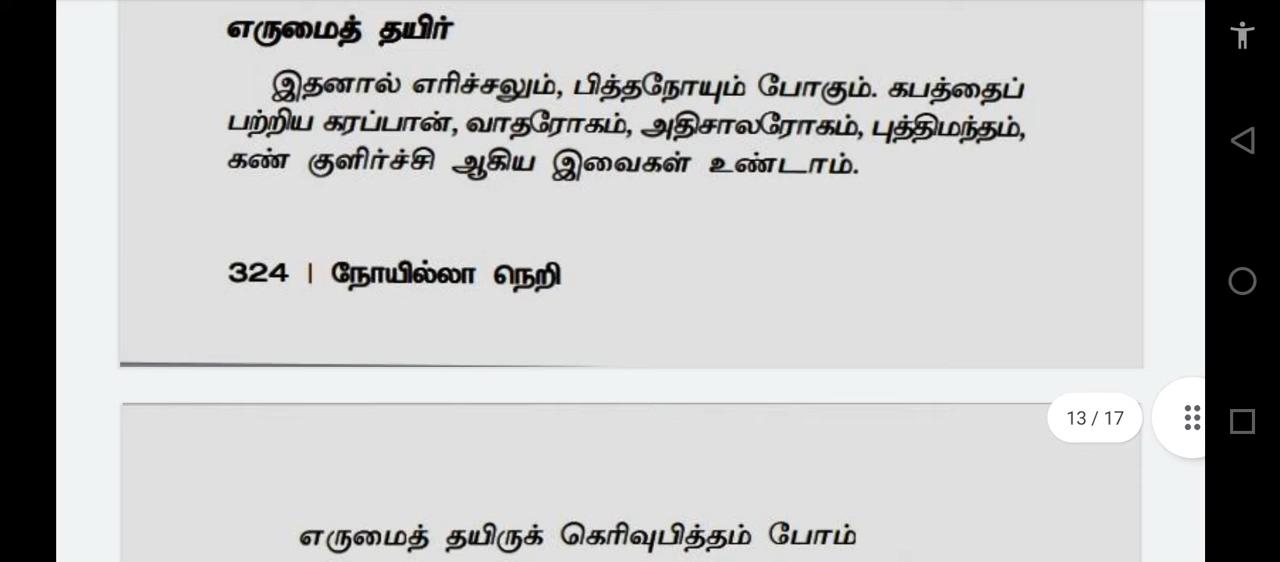 எருமைத் தயிர்
இதனால் எரிச்சலும், பித்தநோயும் போகும். கபத்தைப்
பற்றிய கரப்பான், வாதரோகம், அதிசாலரோகம், புத்திமந்தம்,
கண் குளிர்ச்சி ஆகிய இவைகள் உண்டாம்.
324 | நோயில்லா நெறி
13 / 17
எருமைத் தயிருக் கெரிவுபித்தம் போம்